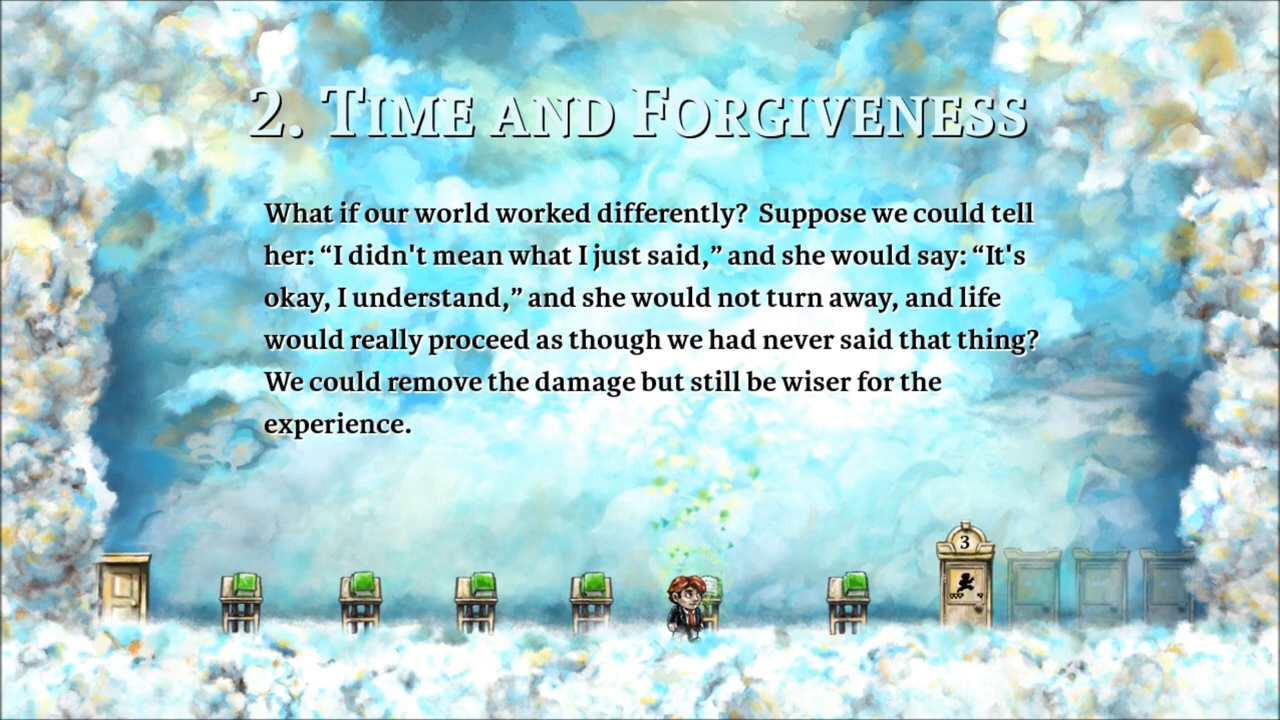 2. TIME AND FORGIVENESS
What if our world worked differently?  Suppose we could tell
her: “I didn't mean what I just said,” and she would say: “It's
okay, I understand,” and she would not turn away, and life
would really proceed as though we had never said that thing?
We could remove the damage but still be wiser for the
experience.
3